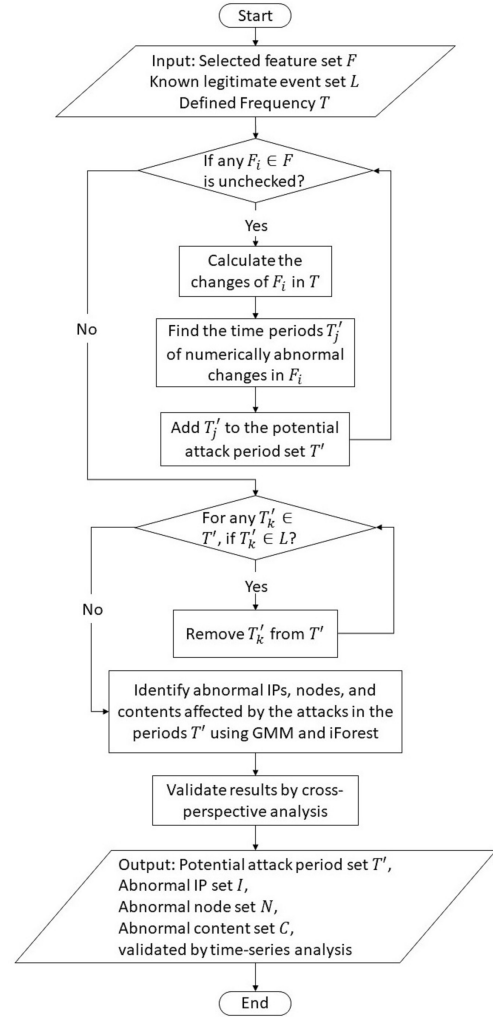 Start
Input: Selected feature set F
Known legitimate event set L
Defined Frequency T
If any Fᵢ ∈ F
is unchecked?
Yes
Calculate the
changes of Fᵢ in T
No
Find the time periods Tⱼ′
of numerically abnormal
changes in Fᵢ
Add Tⱼ′ to the potential
attack period set T′
For any Tₖ′ ∈
T′, if Tₖ′ ∈ L?
Yes
No
Remove Tₖ′ from T′
Identify abnormal IPs, nodes, and
contents affected by the attacks in the
periods T′ using GMM and iForest
Validate results by cross-
perspective analysis
Output: Potential attack period set T′,
Abnormal IP set I,
Abnormal node set N,
Abnormal content set C,
validated by time-series analysis
End